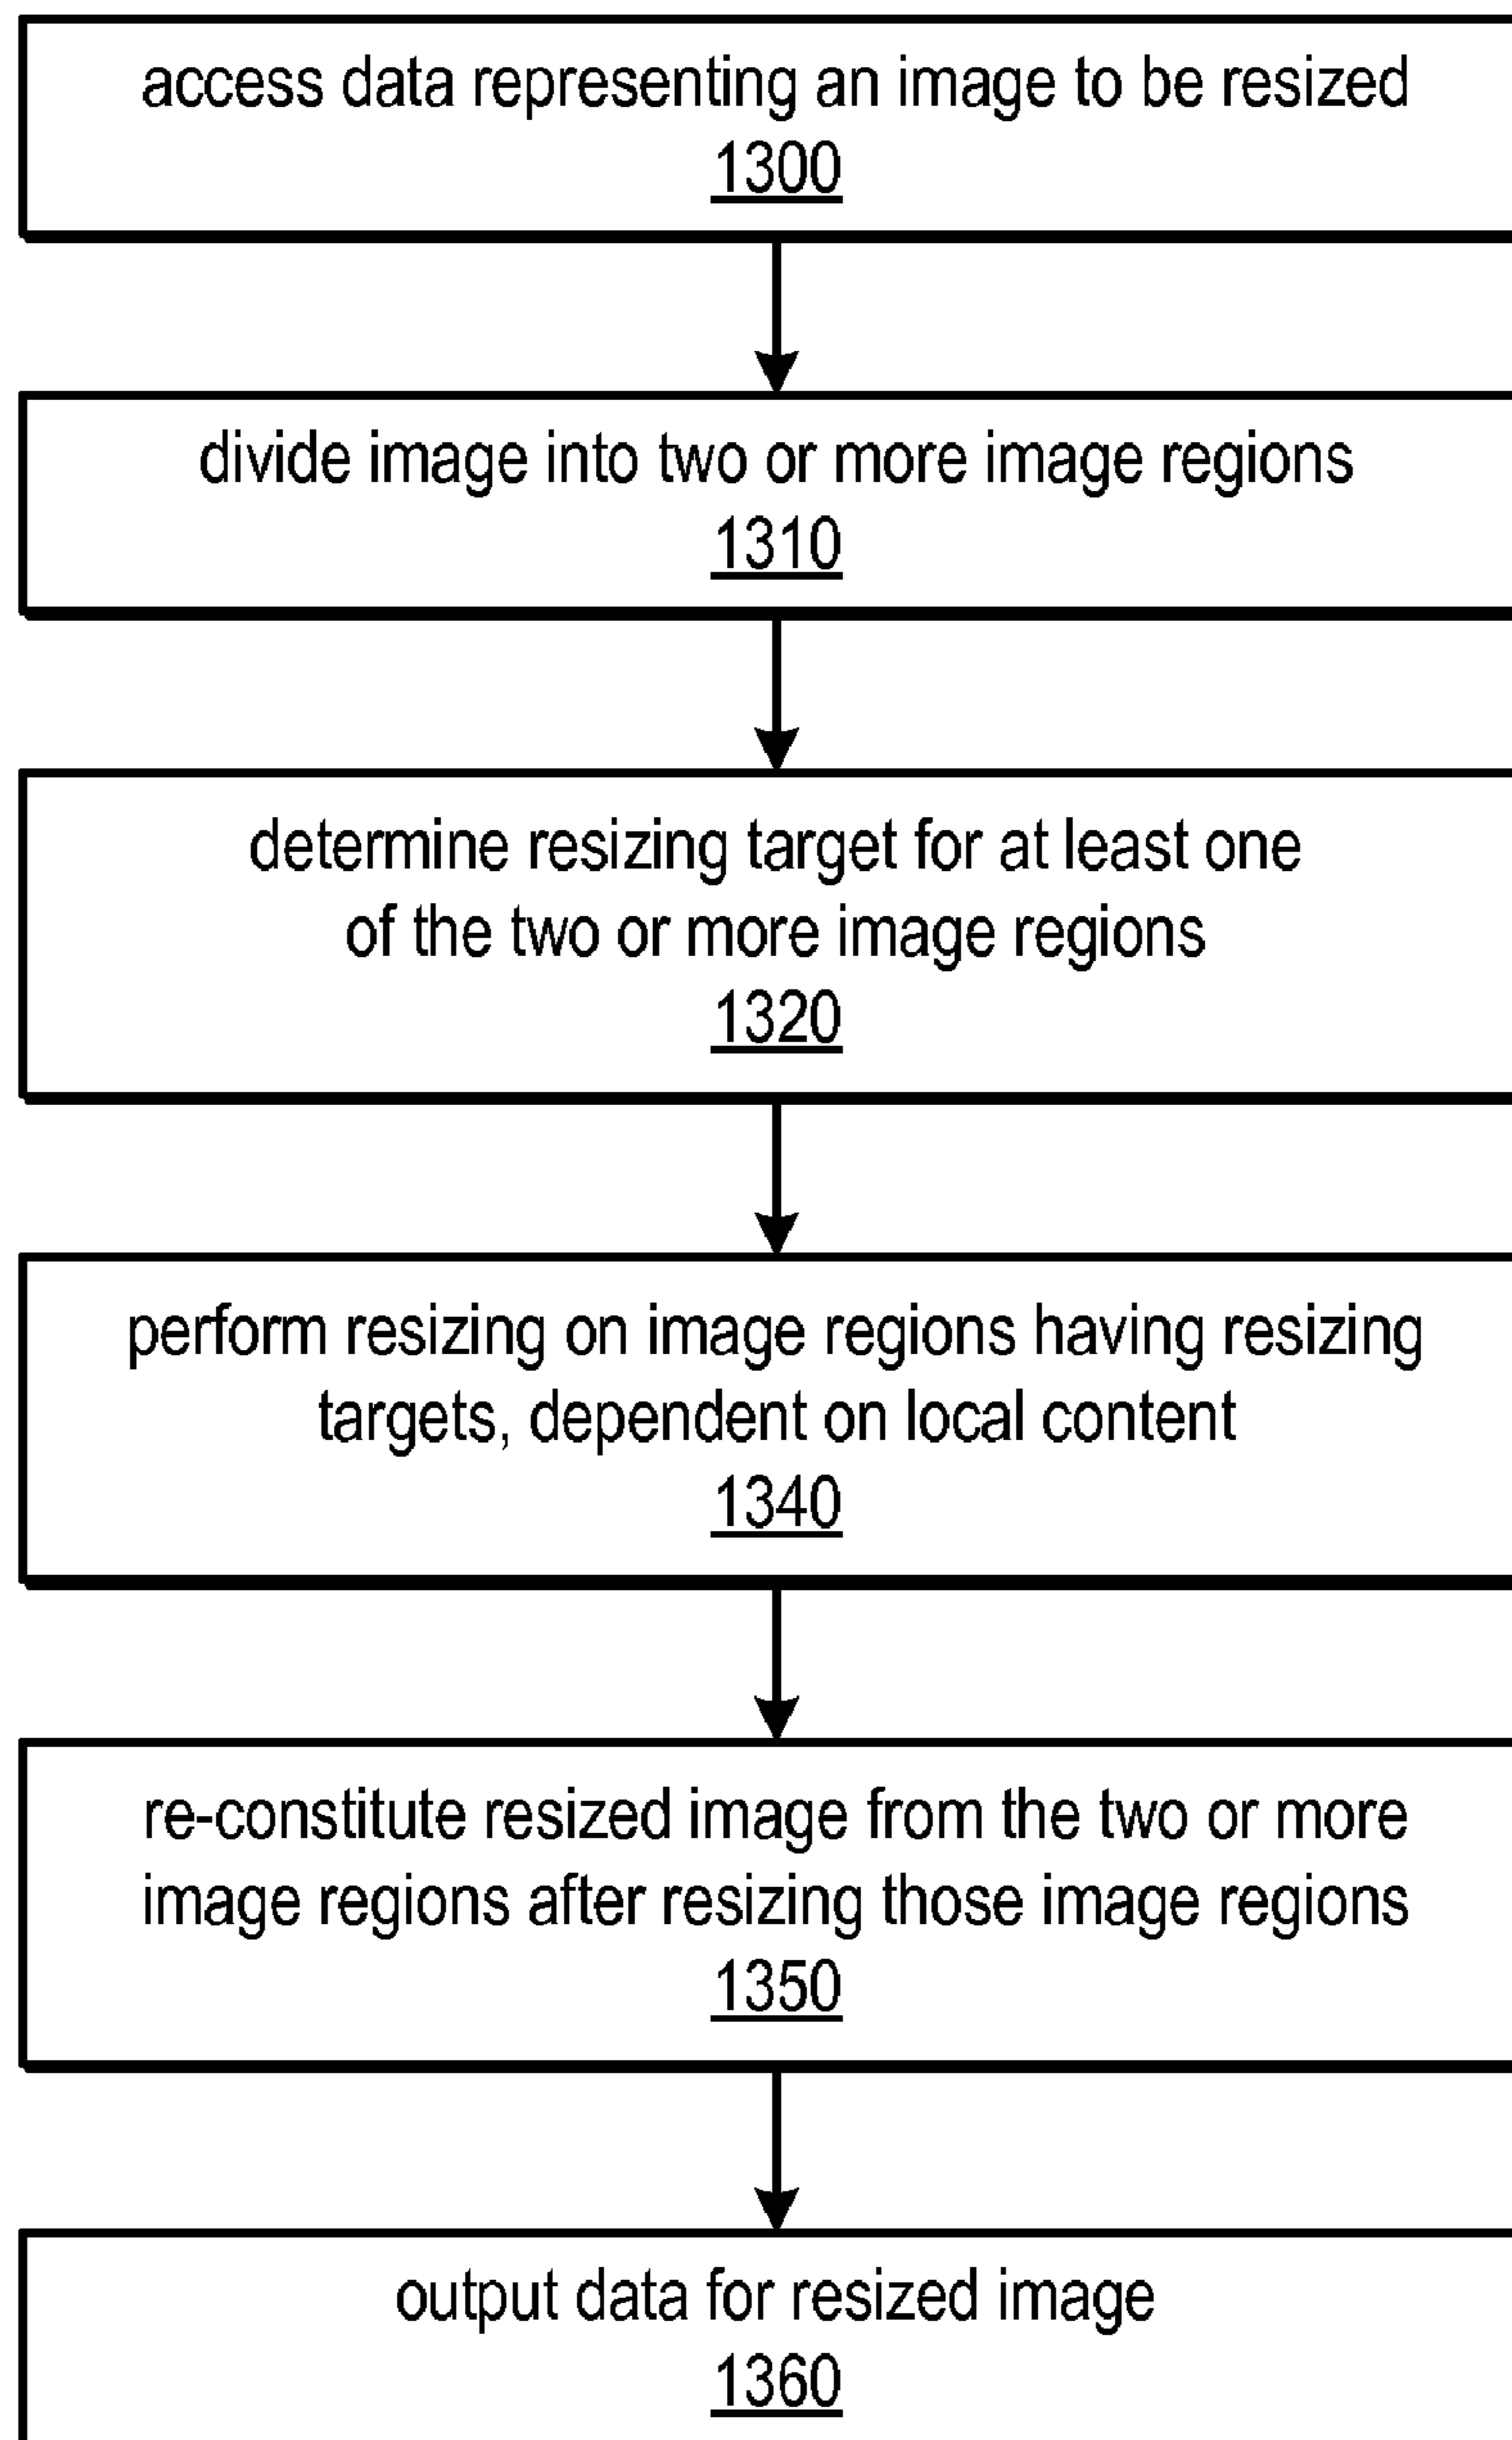 access data representing an image to be resized
1300
divide image into two or more image regions
1310
determine resizing target for at least one
of the two or more image regions
1320
perform resizing on image regions having resizing
targets, dependent on local content
1340
re-constitute resized image from the two or more
image regions after resizing those image regions
1350
output data for resized image
1360